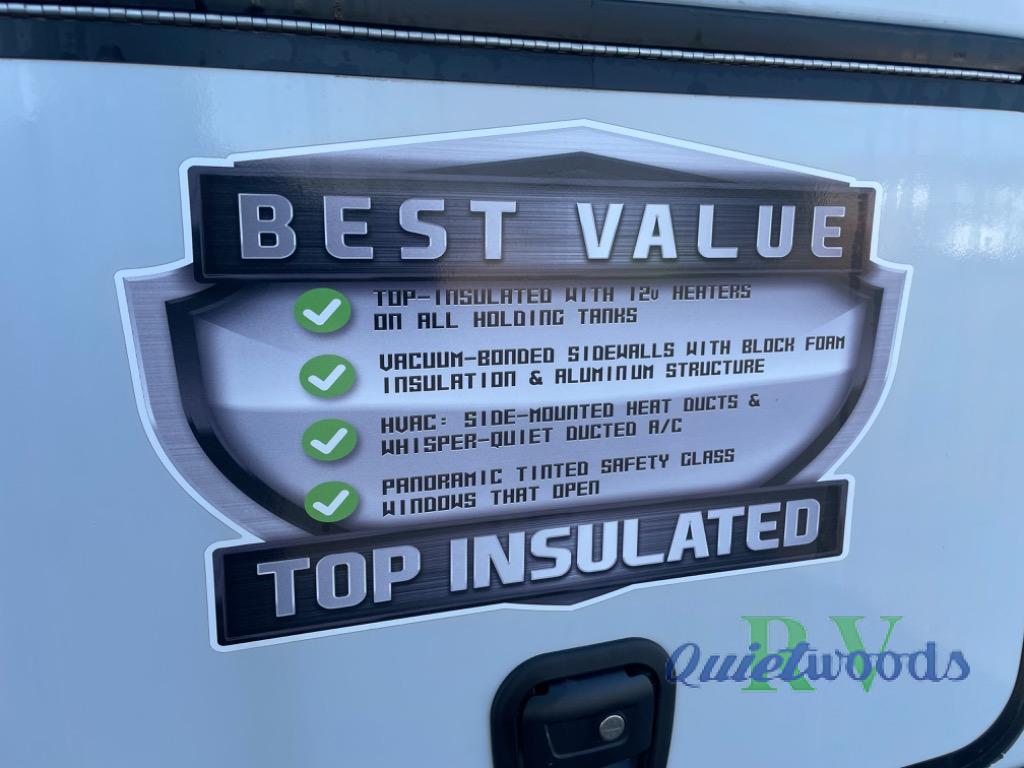 BEST VALUE
TOP-INSULATED WITH 12v HEATERS
ON ALL HOLDING TANKS
VACUUM-BONDED SIDEWALLS WITH BLOCK FOAM
INSULATION & ALUMINUM STRUCTURE
HVAC: SIDE-MOUNTED HEAT DUCTS &
WHISPER-QUIET DUCTED A/C
PANORAMIC TINTED SAFETY GLASS
WINDOWS THAT OPEN
TOP INSULATED
RV
Quietwoods